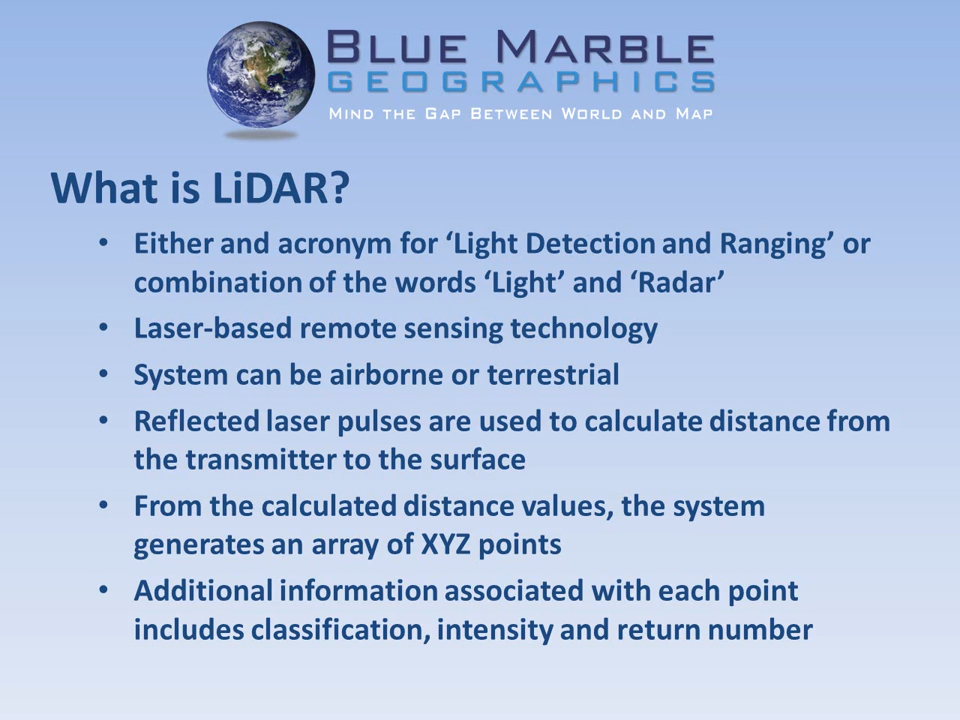 BLUE MARBLE
GEOGRAPHICS
MIND THE GAP BETWEEN WORLD AND MAP
What is LiDAR?
• Either and acronym for ‘Light Detection and Ranging’ or
combination of the words ‘Light’ and ‘Radar’
• Laser-based remote sensing technology
• System can be airborne or terrestrial
• Reflected laser pulses are used to calculate distance from
the transmitter to the surface
• From the calculated distance values, the system
generates an array of XYZ points
• Additional information associated with each point
includes classification, intensity and return number